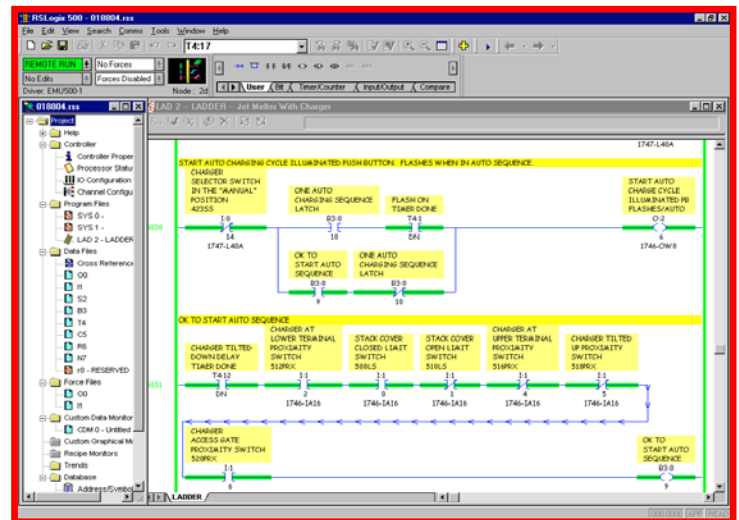 RSLogix 500 - 018804.rss
File Edit View Search Comms Tools Window Help
T4:17
REMOTE RUN
No Forces
No Edits
Forces Disabled
Driver: EMU500-1
Node: 2d
User
Bit
Timer/Counter
Input/Output
Compare
018804.rss
LAD 2 -- LADDER -- Jet Melter With Charger
Project
Help
Controller
Controller Proper
Processor Statu
IO Configuration
Channel Configu
Program Files
SYS 0 -
SYS 1 -
LAD 2 - LADDER
Data Files
Cross Reference
O0
I1
S2
B3
T4
C5
R6
N7
r8 - RESERVED
Force Files
O0
I1
Custom Data Monitor
CDM 0 - Untitled
Custom Graphical Mo
Recipe Monitors
Trends
Database
Address/Symbol
1747-L40A
START AUTO CHARGING CYCLE ILLUMINATED PUSH BUTTON. FLASHES WHEN IN AUTO SEQUENCE.
CHARGER
SELECTOR SWITCH
IN THE "MANUAL"
POSITION
423SS
I:0
14
1747-L40A
ONE AUTO
CHARGING SEQUENCE
LATCH
B3:0
10
FLASH ON
TIMER DONE
T4:1
DN
START AUTO
CHARGE CYCLE
ILLUMINATED PB
FLASHES/AUTO
O:2
6
1746-OW8
0030
OK TO
START AUTO
SEQUENCE
B3:0
9
ONE AUTO
CHARGING SEQUENCE
LATCH
B3:0
10
OK TO START AUTO SEQUENCE
CHARGER TILTED
DOWN DELAY
TIMER DONE
T4:12
DN
CHARGER AT
LOWER TERMINAL
PROXIMITY
SWITCH
512PRX
I:1
2
1746-IA16
STACK COVER
CLOSED LIMIT
SWITCH
508LS
I:1
0
1746-IA16
STACK COVER
OPEN LIMIT
SWITCH
510LS
I:1
1
1746-IA16
CHARGER AT
UPPER TERMINAL
PROXIMITY
SWITCH
516PRX
I:1
4
1746-IA16
CHARGER TILTED
UP PROXIMITY
SWITCH
518PRX
I:1
5
1746-IA16
0031
CHARGER
ACCESS GATE
PROXIMITY SWITCH
520PRX
I:1
6
OK TO
START AUTO
SEQUENCE
B3:0
9
LADDER
000:0000
APP
READ